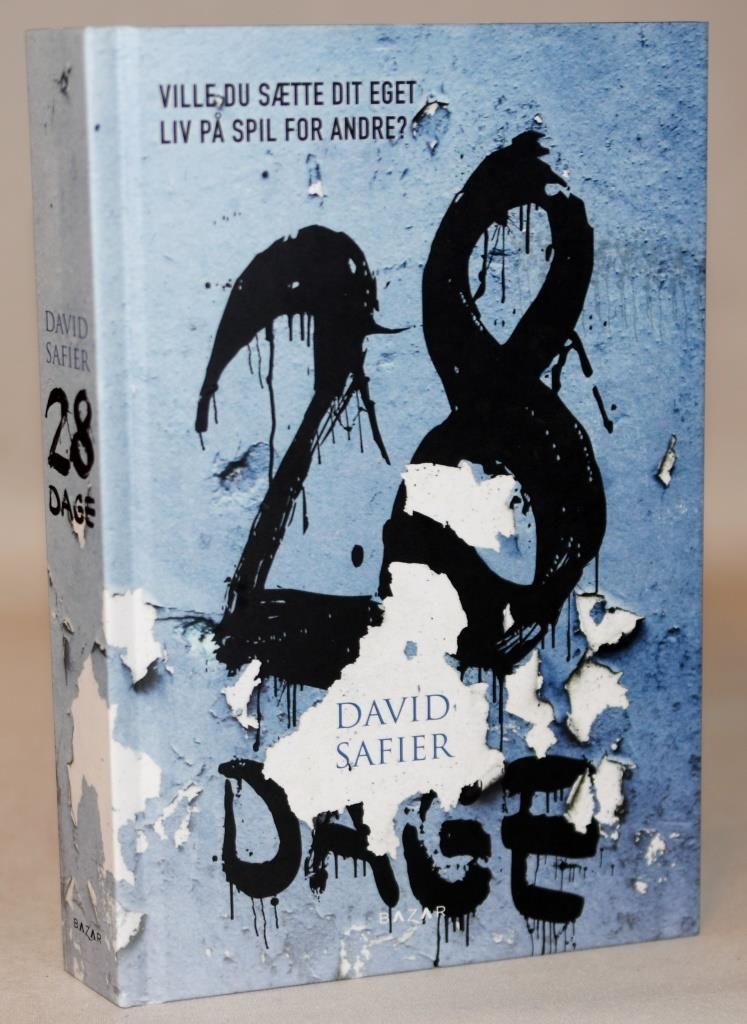 VILLE DU SÆTTE DIT EGET
LIV PÅ SPIL FOR ANDRE?
28
DAVID
SAFIER
DAGE
BAZAR
DAVID
SAFIER
28
DAGE
BAZAR